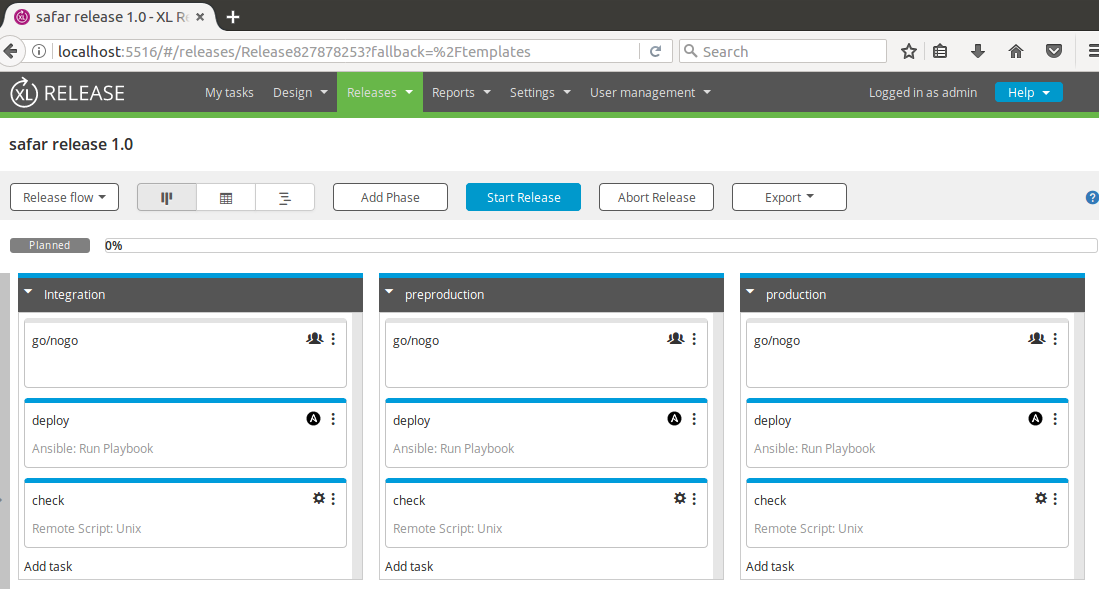 safar release 1.0 - XL Re
localhost:5516/#/releases/Release827878253?fallback=%2Ftemplates
Search
XL RELEASE
My tasks
Design
Releases
Reports
Settings
User management
Logged in as admin
Help
safar release 1.0
Release flow
Add Phase
Start Release
Abort Release
Export
?
Planned
0%
Integration
go/nogo
deploy
Ansible: Run Playbook
check
Remote Script: Unix
Add task
preproduction
go/nogo
deploy
Ansible: Run Playbook
check
Remote Script: Unix
Add task
production
go/nogo
deploy
Ansible: Run Playbook
check
Remote Script: Unix
Add task